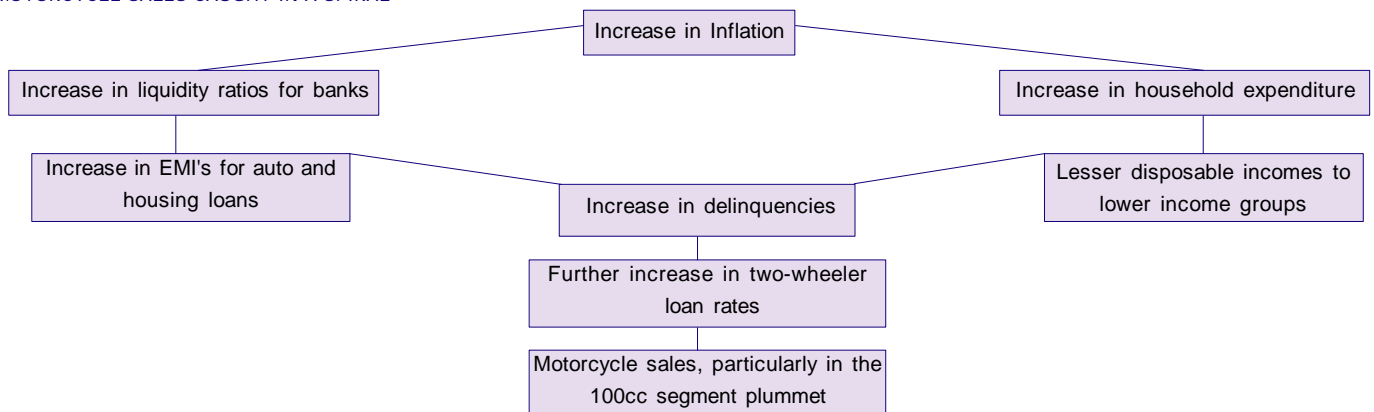 Increase in Inflation
Increase in liquidity ratios for banks
Increase in household expenditure
Increase in EMI's for auto and
housing loans
Lesser disposable incomes to
lower income groups
Increase in delinquencies
Further increase in two-wheeler
loan rates
Motorcycle sales, particularly in the
100cc segment plummet